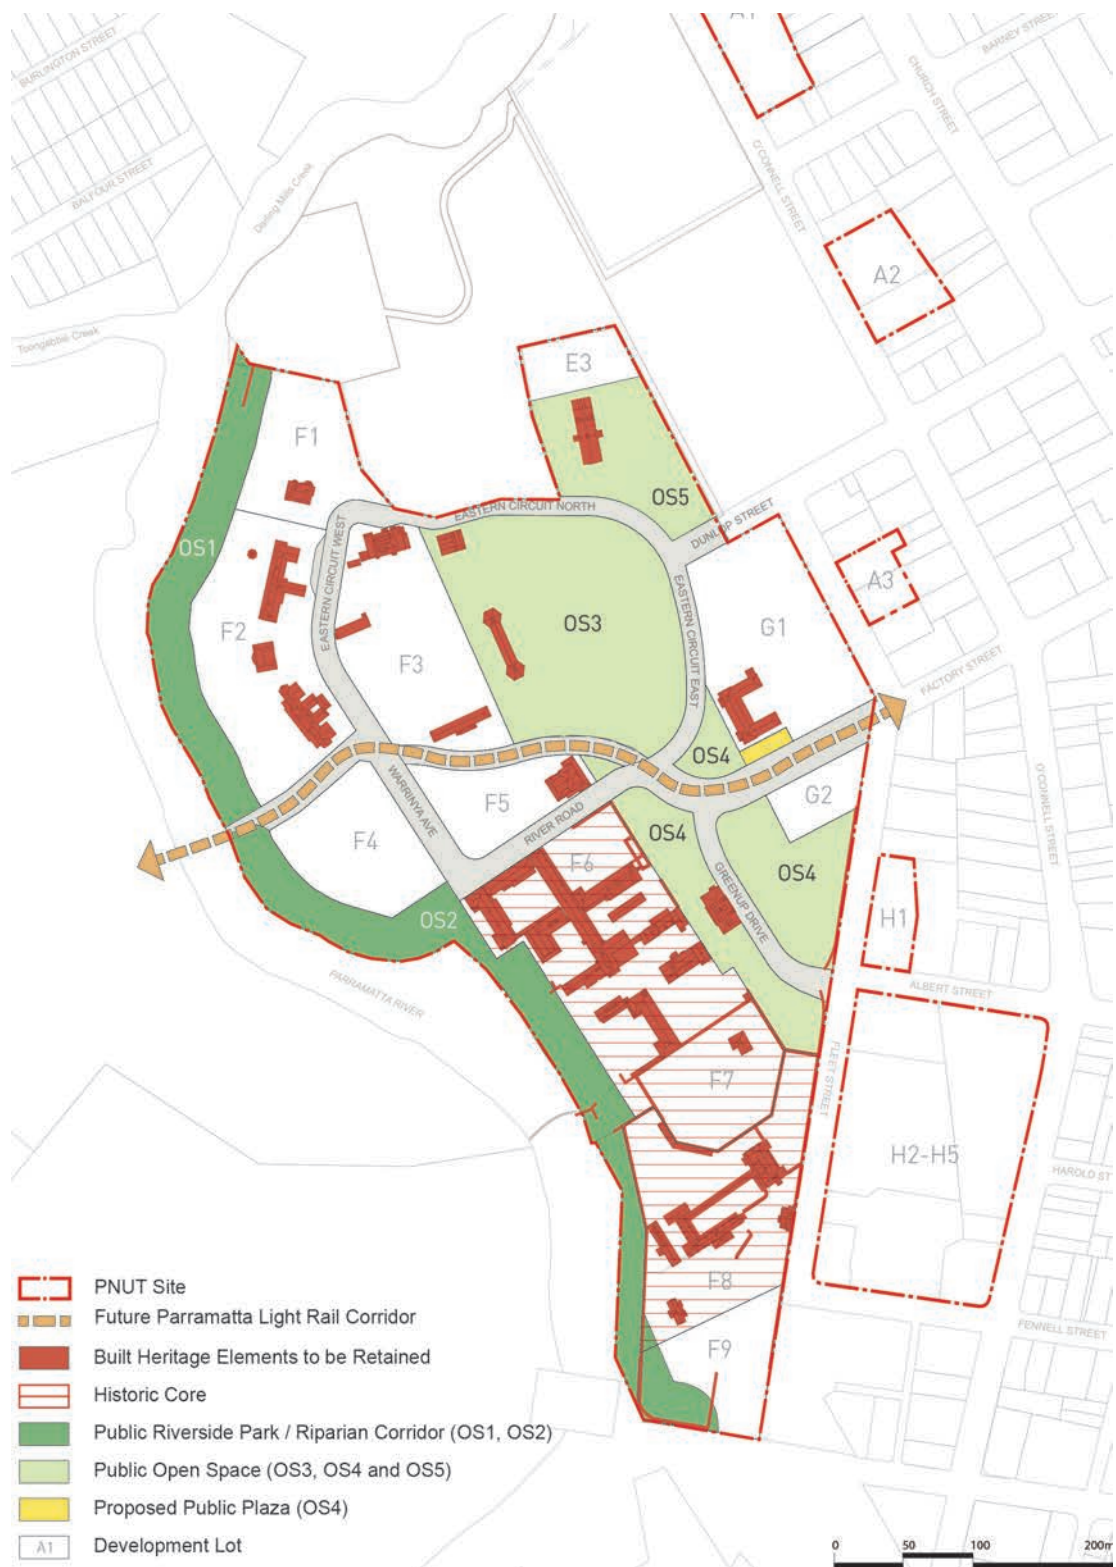 A1
BARNEY STREET
BURLINGTON STREET
CHURCH STREET
BALFOUR STREET
Darling Mills Creek
O'CONNELL STREET
A2
Toongabbie Creek
E3
F1
OS5
EASTERN CIRCUIT NORTH
DUNLOP STREET
OS1
EASTERN CIRCUIT WEST
A3
F2
OS3
G1
EASTERN CIRCUIT EAST
F3
FACTORY STREET
OS4
WARRINYA AVE
F5
G2
O'CONNELL STREET
RIVER ROAD
OS4
F4
F6
OS4
GREENUP DRIVE
H1
OS2
PARRAMATTA RIVER
ALBERT STREET
FLEET STREET
F7
H2-H5
HAROLD ST
F8
FENNELL STREET
F9
PNUT Site
Future Parramatta Light Rail Corridor
Built Heritage Elements to be Retained
Historic Core
Public Riverside Park / Riparian Corridor (OS1, OS2)
Public Open Space (OS3, OS4 and OS5)
Proposed Public Plaza (OS4)
A1 Development Lot
0 50 100 200m